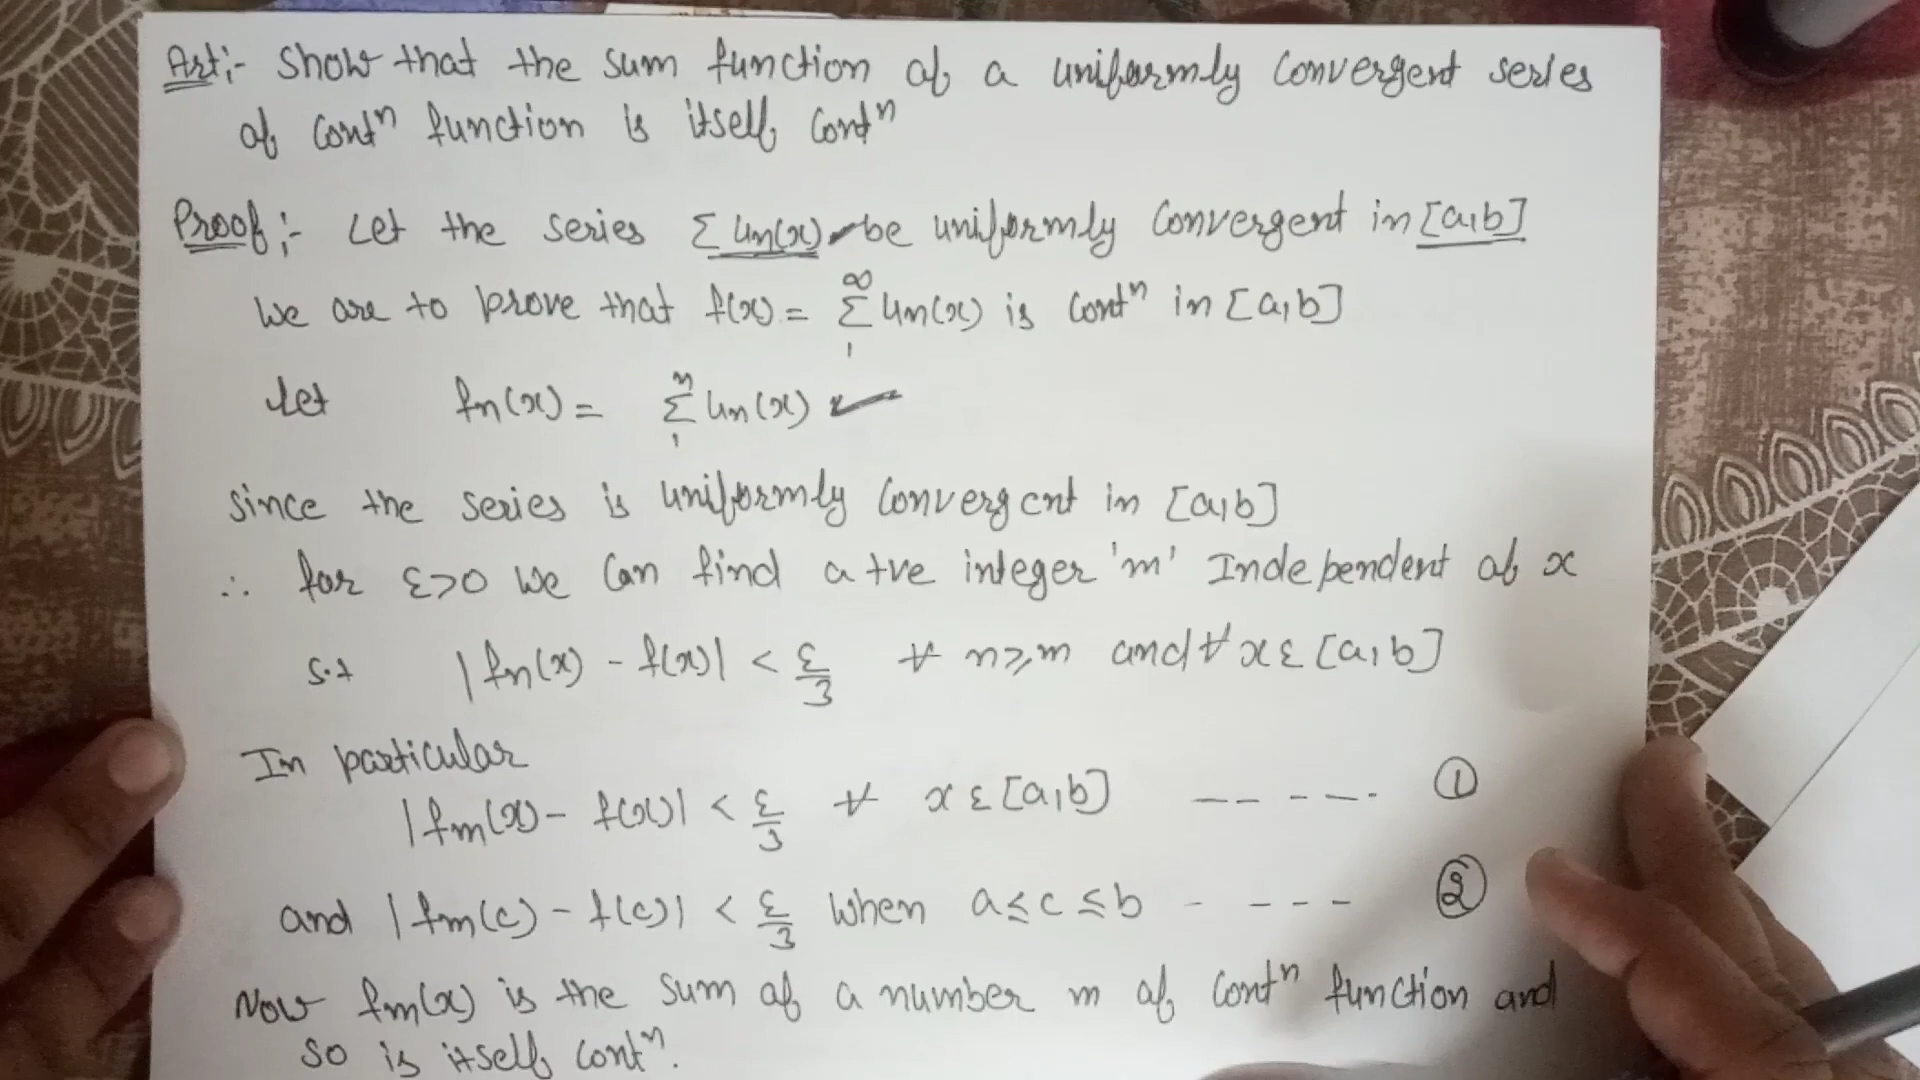 Art:- Show that the sum function of a uniformly convergent series
of contⁿ function is itself contⁿ
Proof:- Let the series Σ un(x) be uniformly convergent in [a,b]
We are to prove that f(x) = ∞ Σ 1 un(x) is contⁿ in [a,b]
Let fn(x) = n Σ 1 un(x)
Since the series is uniformly convergent in [a,b]
∴ for ε>0 we can find a +ve integer 'm' Independent of x
s.t |fn(x) - f(x)| < ε/3 ∀ n≥m and ∀ x ε [a,b]
In particular
|fm(x) - f(x)| < ε/3 ∀ x ε [a,b] ----- ①
and |fm(c) - f(c)| < ε/3 when a≤c≤b ---- ②
Now fm(x) is the sum of a number m of contⁿ function and
so is itself contⁿ.